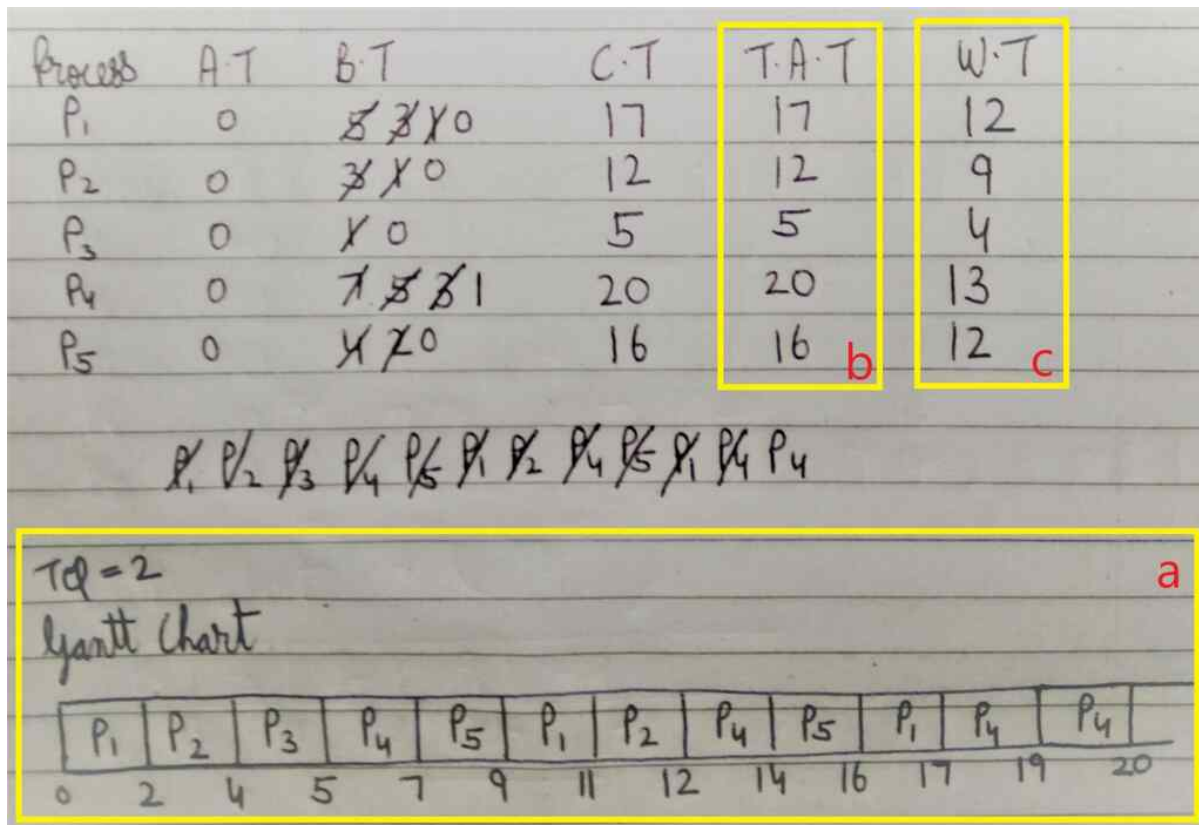 Process A.T B.T C.T T.A.T W.T
P1 0 5 3 1 0 17 17 12
P2 0 3 1 0 12 12 9
P3 0 1 0 5 5 4
P4 0 7 5 3 1 20 20 13
P5 0 4 2 0 16 16 12
b c
P1 P2 P3 P4 P5 P1 P2 P4 P5 P1 P4 P4
TQ = 2 a
Gantt Chart
P1 P2 P3 P4 P5 P1 P2 P4 P5 P1 P4 P4
0 2 4 5 7 9 11 12 14 16 17 19 20